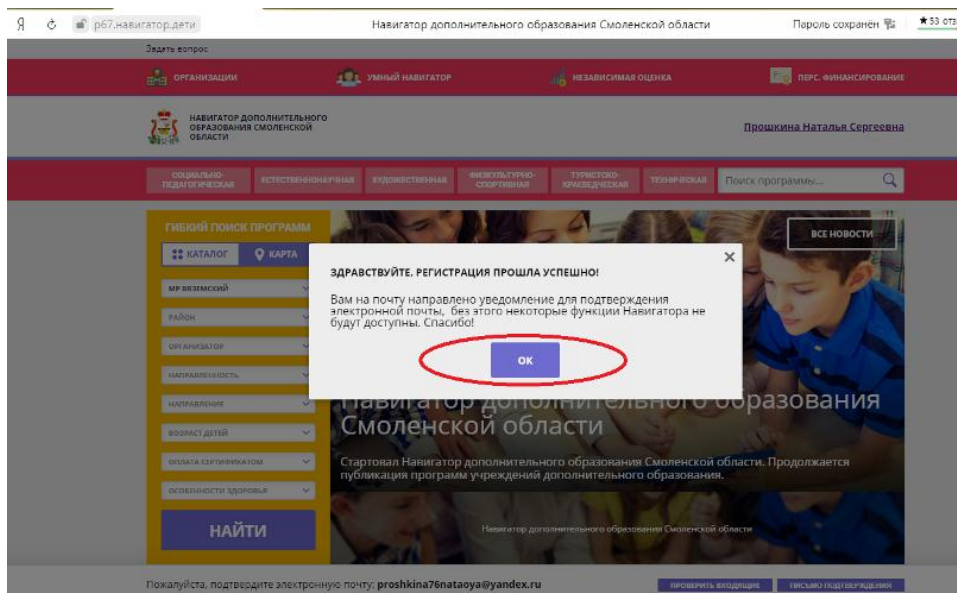 Я
р67.навигатор.дети
Навигатор дополнительного образования Смоленской области
Пароль сохранён
★ 53 отз
Задать вопрос
ОРГАНИЗАЦИИ
УМНЫЙ НАВИГАТОР
НЕЗАВИСИМАЯ ОЦЕНКА
ПЕРС. ФИНАНСИРОВАНИЕ
НАВИГАТОР ДОПОЛНИТЕЛЬНОГО
ОБРАЗОВАНИЯ СМОЛЕНСКОЙ
ОБЛАСТИ
Прошкина Наталья Сергеевна
СОЦИАЛЬНО-
ПЕДАГОГИЧЕСКАЯ
ЕСТЕСТВЕННОНАУЧНАЯ
ХУДОЖЕСТВЕННАЯ
ФИЗКУЛЬТУРНО-
СПОРТИВНАЯ
ТУРИСТСКО-
КРАЕВЕДЧЕСКАЯ
ТЕХНИЧЕСКАЯ
Поиск программы...
ГИБКИЙ ПОИСК ПРОГРАММ
КАТАЛОГ
КАРТА
МР ВЯЗЕМСКИЙ
РАЙОН
ОРГАНИЗАТОР
НАПРАВЛЕННОСТЬ
НАПРАВЛЕНИЕ
ВОЗРАСТ ДЕТЕЙ
ОПЛАТА СЕРТИФИКАТОМ
ОСОБЕННОСТИ ЗДОРОВЬЯ
НАЙТИ
ВСЕ НОВОСТИ
ЗДРАВСТВУЙТЕ, РЕГИСТРАЦИЯ ПРОШЛА УСПЕШНО!
Вам на почту направлено уведомление для подтверждения
электронной почты, без этого некоторые функции Навигатора не
будут доступны. Спасибо!
ОК
Навигатор дополнительного образования
Смоленской области
Стартовал Навигатор дополнительного образования Смоленской области. Продолжается
публикация программ учреждений дополнительного образования.
Навигатор дополнительного образования Смоленской области
Пожалуйста, подтвердите электронную почту: proshkina76nataoya@yandex.ru
ПРОВЕРИТЬ ВХОДЯЩИЕ
ПИСЬМО ПОДТВЕРЖДЕНИЯ